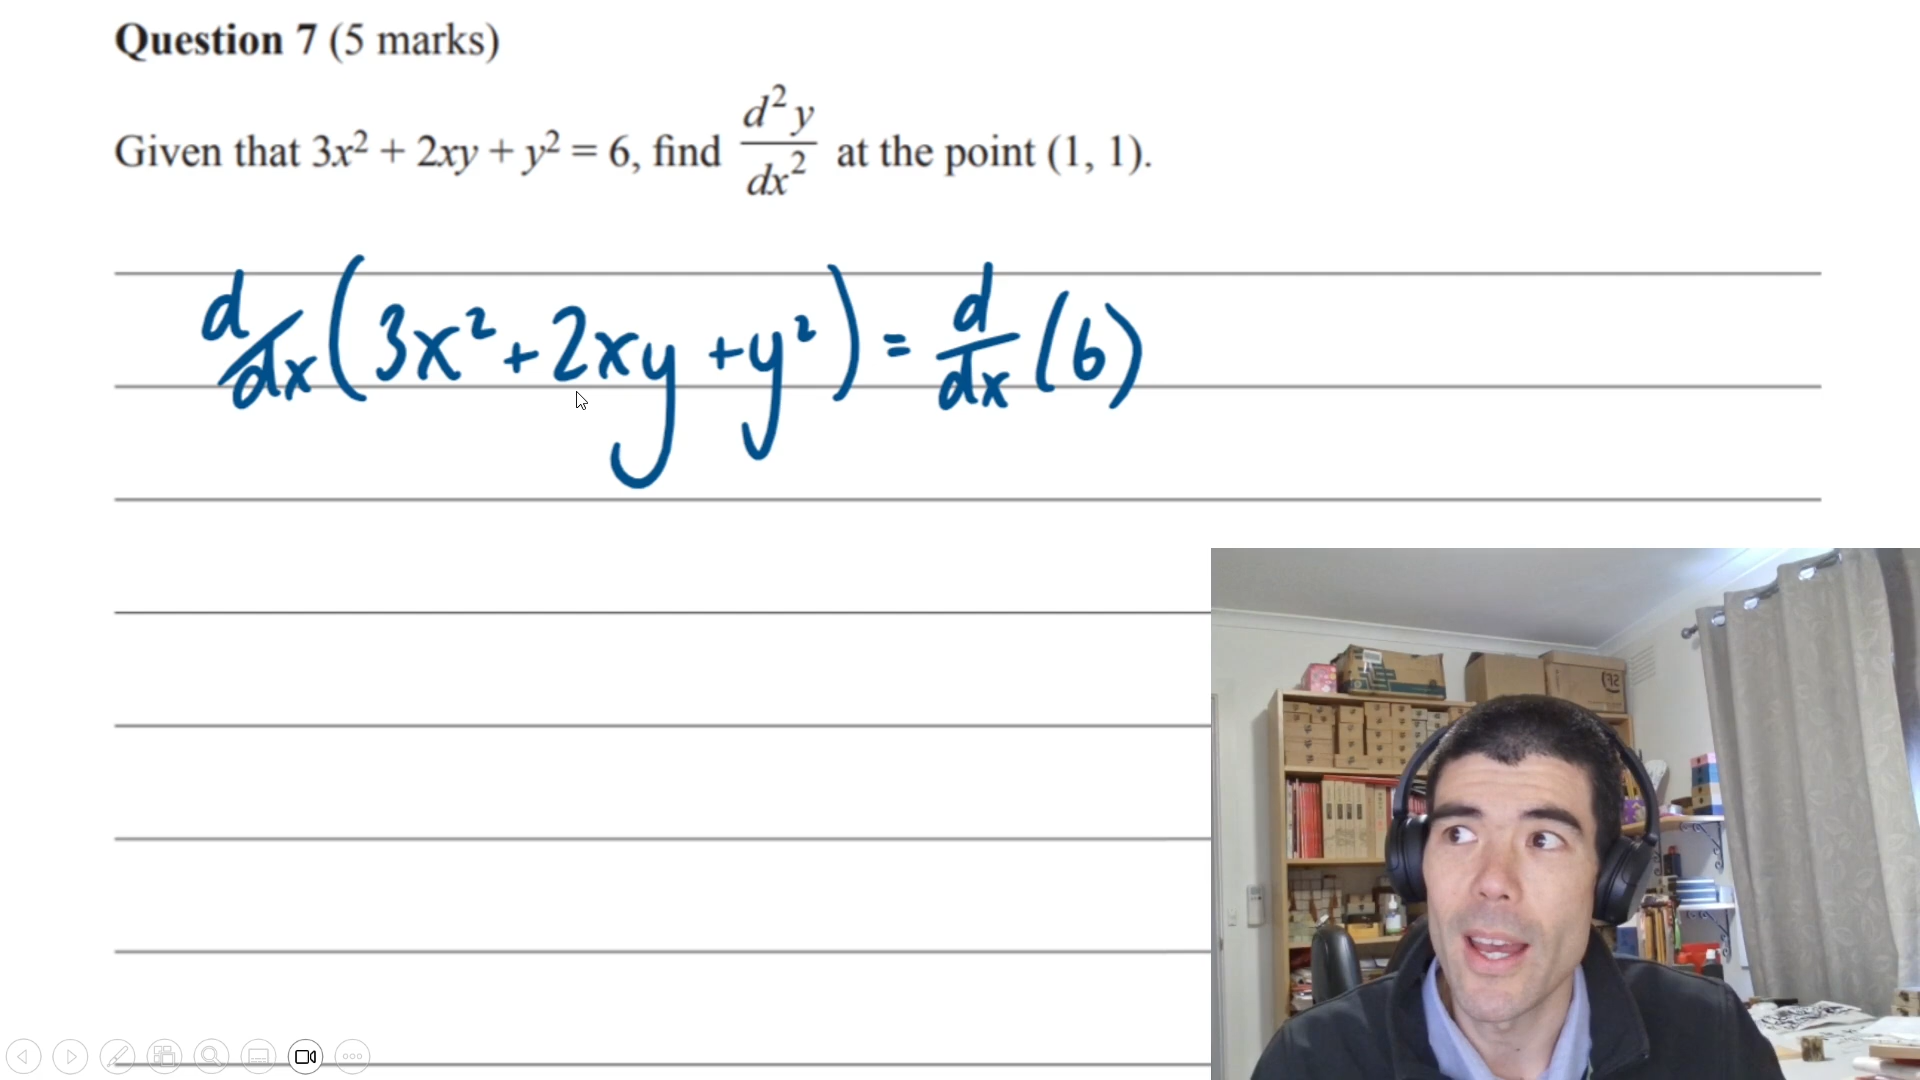 Question 7 (5 marks)
Given that 3x² + 2xy + y² = 6, find d²y/dx² at the point (1, 1).
d/dx (3x² + 2xy + y²) = d/dx (6)